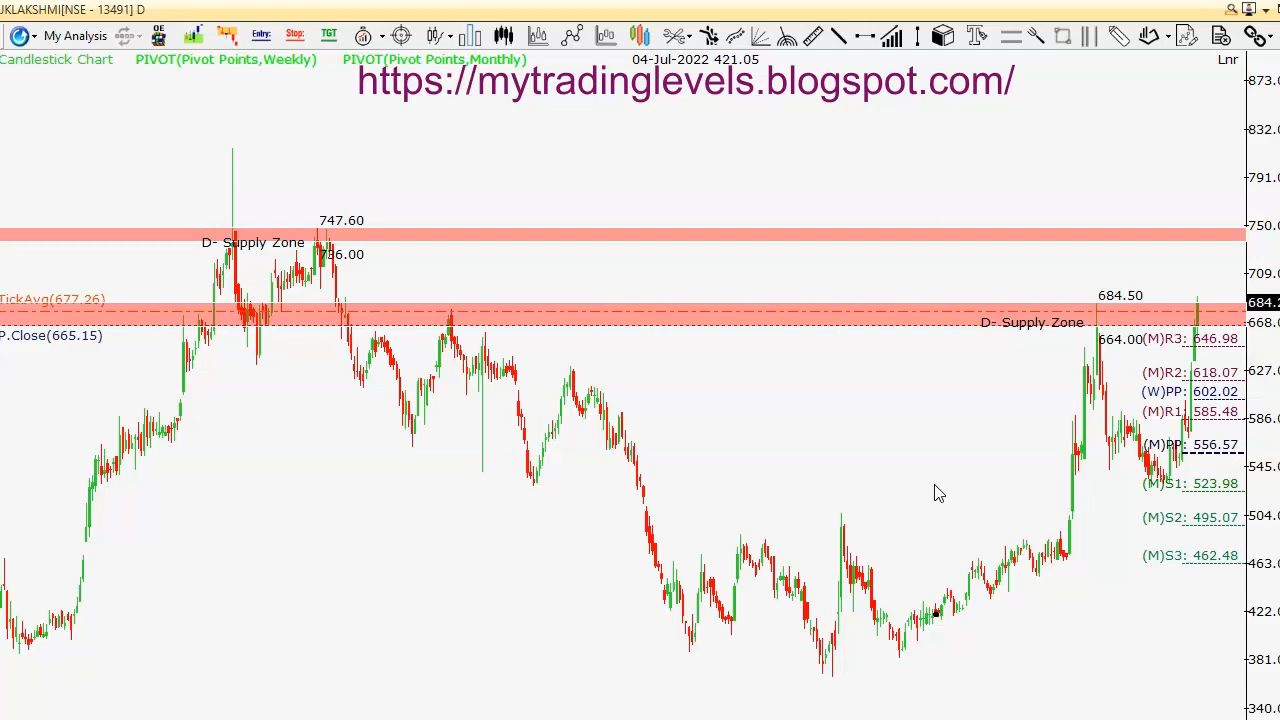 JKLAKSHMI[NSE - 13491] D
My Analysis OE Entry: Stop: TGT
Candlestick Chart PIVOT(Pivot Points,Weekly) PIVOT(Pivot Points,Monthly) 04-Jul-2022 421.05 Lnr
https://mytradinglevels.blogspot.com/
873.0
832.0
791.0
747.60
750.0
D- Supply Zone
736.00
709.0
TickAvg(677.26)
684.50
684.
D- Supply Zone
668.0
P.Close(665.15)
664.00
(M)R3: 646.98
627.0
(M)R2: 618.07
(W)PP: 602.02
(M)R1: 585.48
586.0
(M)PP: 556.57
545.0
(M)S1: 523.98
(M)S2: 495.07
504.0
(M)S3: 462.48
463.0
422.0
381.0
340.0